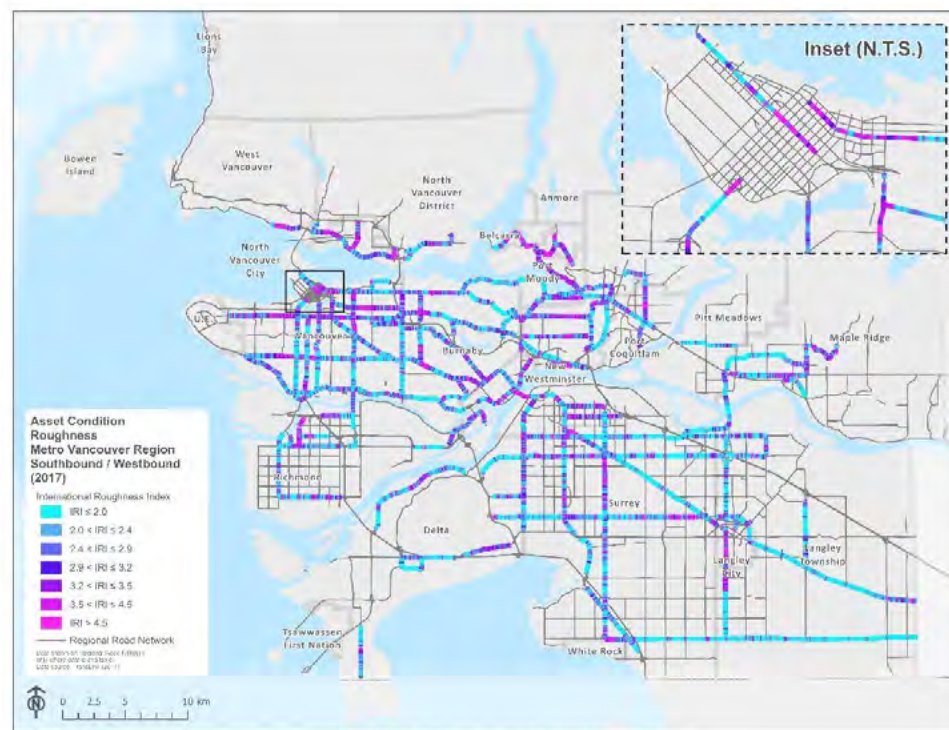 Lions
Bay
Inset (N.T.S.)
Bowen
Island
West
Vancouver
North
Vancouver
District
Anmore
Belcarra
North
Vancouver
City
Port
Moody
Pitt Meadows
Maple Ridge
Vancouver
Burnaby
Port
Coquitlam
New
Westminster
Richmond
Surrey
Delta
Langley
City
Langley
Township
Tsawwassen
First Nation
White Rock
Asset Condition
Roughness
Metro Vancouver Region
Southbound / Westbound
(2017)
International Roughness Index
IRI ≤ 2.0
2.0 < IRI ≤ 2.4
2.4 < IRI ≤ 2.9
2.9 < IRI ≤ 3.2
3.2 < IRI ≤ 3.5
3.5 < IRI ≤ 4.5
IRI > 4.5
Regional Road Network
N
0 2.5 5 10 km